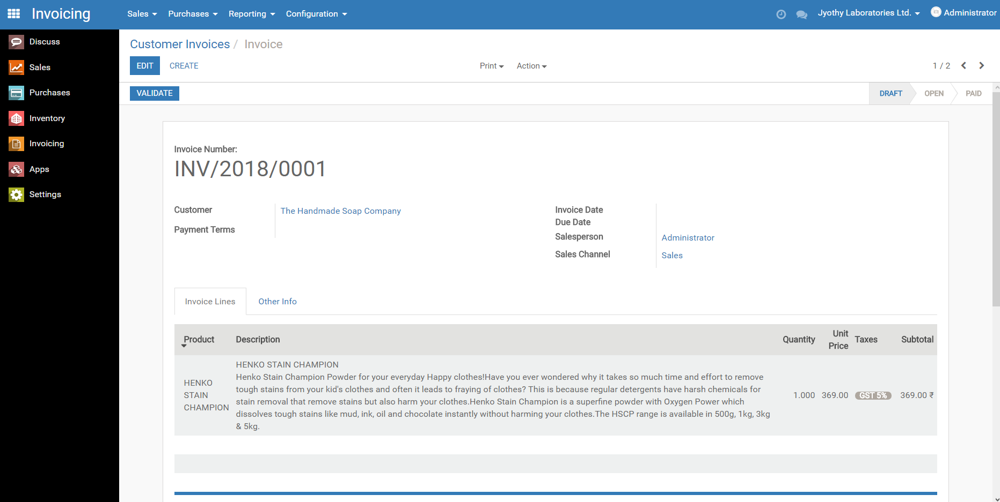 Invoicing
Sales
Purchases
Reporting
Configuration
Jyothy Laboratories Ltd.
Administrator
Discuss
Sales
Purchases
Inventory
Invoicing
Apps
Settings
Customer Invoices / Invoice
EDIT
CREATE
Print
Action
1 / 2
VALIDATE
DRAFT
OPEN
PAID
Invoice Number:
INV/2018/0001
Customer
The Handmade Soap Company
Payment Terms
Invoice Date
Due Date
Salesperson
Administrator
Sales Channel
Sales
Invoice Lines
Other Info
Product
Description
Quantity
Unit
Price
Taxes
Subtotal
HENKO
STAIN
CHAMPION
HENKO STAIN CHAMPION
Henko Stain Champion Powder for your everyday Happy clothes!Have you ever wondered why it takes so much time and effort to remove
tough stains from your kid's clothes and often it leads to fraying of clothes? This is because regular detergents have harsh chemicals for
stain removal that remove stains but also harm your clothes.Henko Stain Champion is a superfine powder with Oxygen Power which
dissolves tough stains like mud, ink, oil and chocolate instantly without harming your clothes.The HSCP range is available in 500g, 1kg, 3kg
& 5kg.
1.000
369.00
GST 5%
369.00 ₹